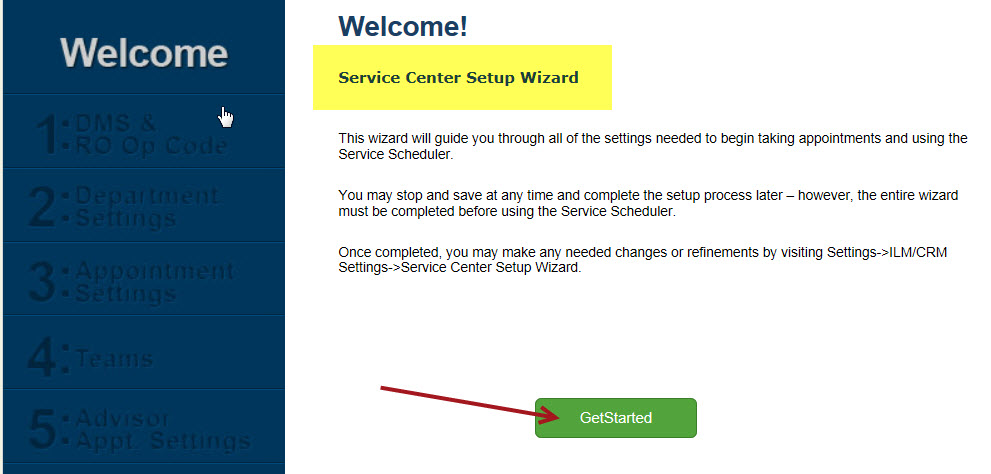 Welcome
1: DMS &
RO Op Code
2: Department
Settings
3: Appointment
Settings
4: Teams
5: Advisor
Appt. Settings
Welcome!
Service Center Setup Wizard
This wizard will guide you through all of the settings needed to begin taking appointments and using the
Service Scheduler.
You may stop and save at any time and complete the setup process later – however, the entire wizard
must be completed before using the Service Scheduler.
Once completed, you may make any needed changes or refinements by visiting Settings->ILM/CRM
Settings->Service Center Setup Wizard.
GetStarted